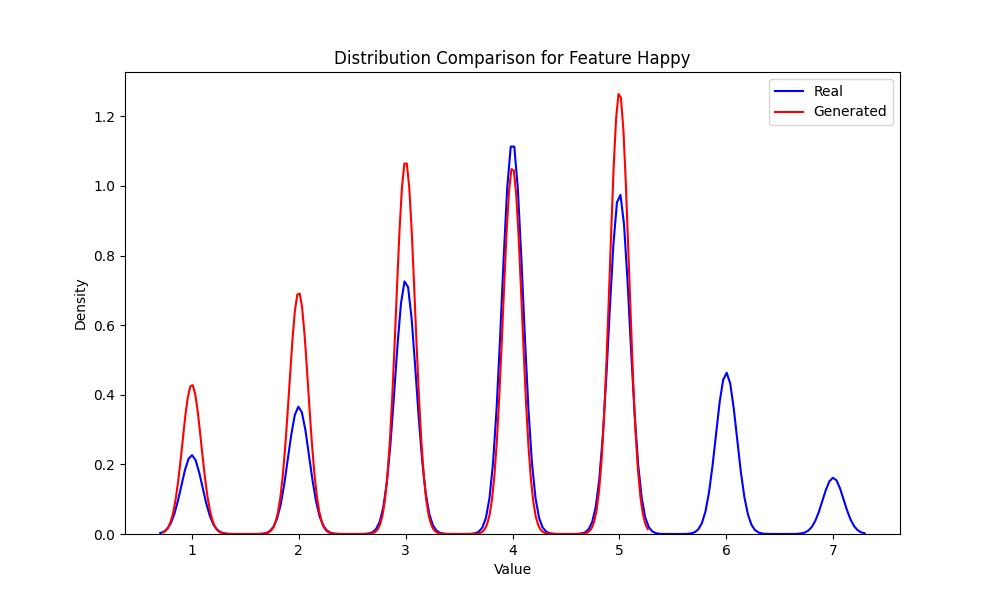 Distribution Comparison for Feature Happy
Real
Generated
Density
1.2
1.0
0.8
0.6
0.4
0.2
0.0
1 2 3 4 5 6 7
Value